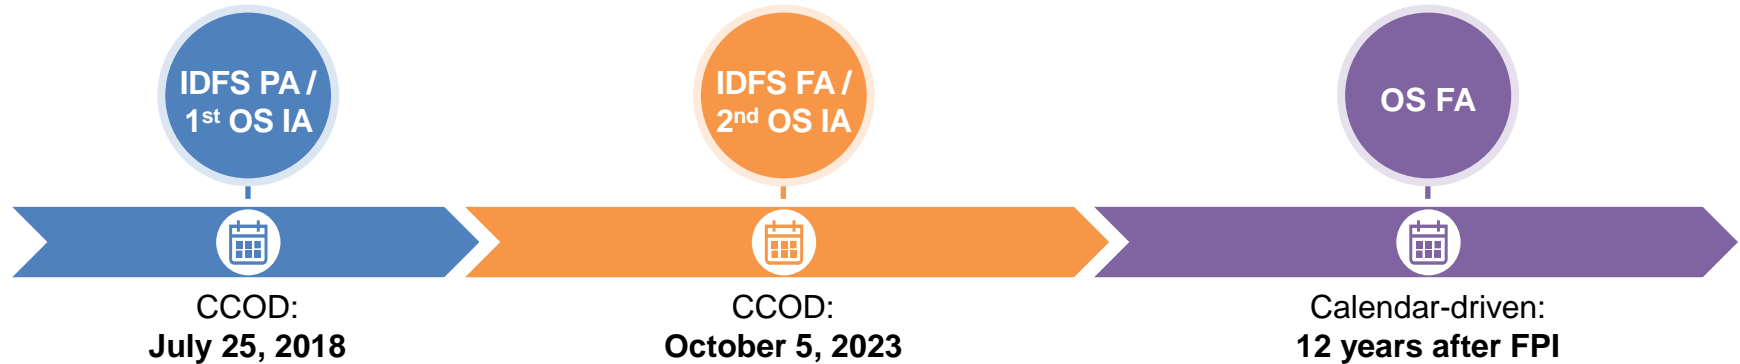 IDFS PA /
1st OS IA
IDFS FA /
2nd OS IA
OS FA
CCOD:
July 25, 2018
CCOD:
October 5, 2023
Calendar-driven:
12 years after FPI